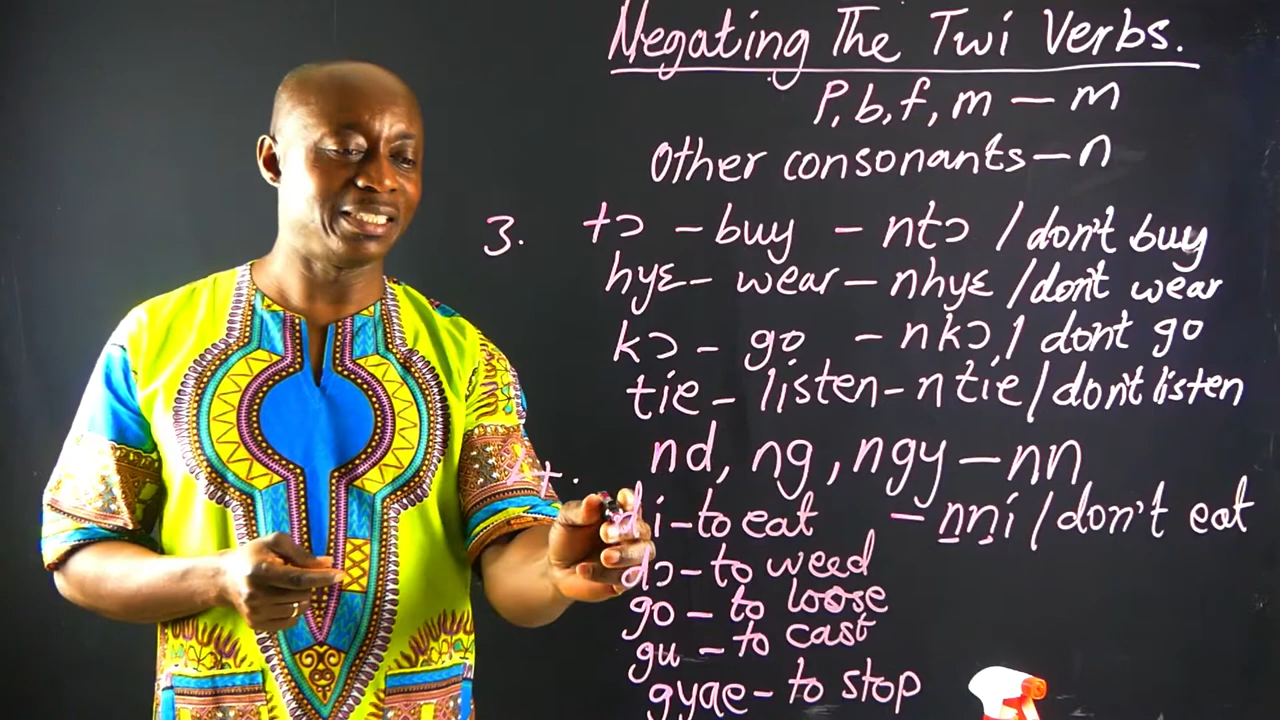 Negating The Twi Verbs.
P, b, f, m — m
Other consonants — n
3. tɔ - buy - ntɔ / don't buy
hyɛ - wear - nhyɛ / don't wear
kɔ - go - nkɔ / don't go
tie - listen - ntie / don't listen
4. nd, ng, ngy - nn
di - to eat - nni / don't eat
dɔ - to weed
go - to loose
gu - to cast
gyae - to stop